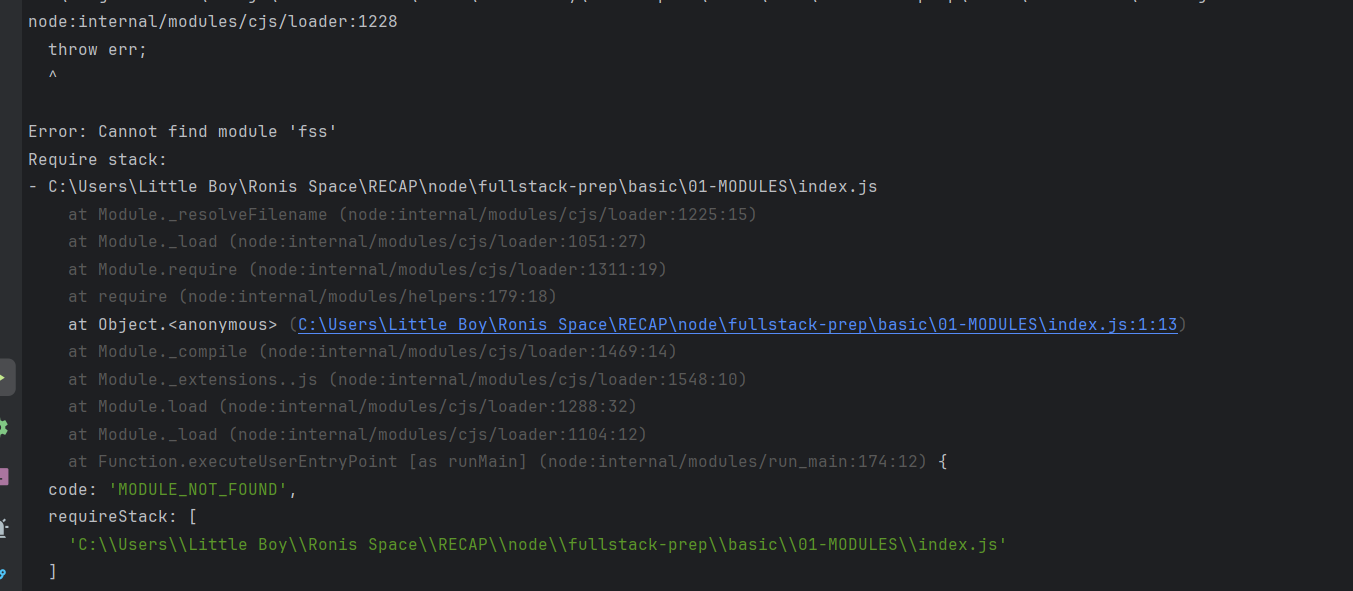 node:internal/modules/cjs/loader:1228
  throw err;
  ^

Error: Cannot find module 'fss'
Require stack:
- C:\Users\Little Boy\Ronis Space\RECAP\node\fullstack-prep\basic\01-MODULES\index.js
    at Module._resolveFilename (node:internal/modules/cjs/loader:1225:15)
    at Module._load (node:internal/modules/cjs/loader:1051:27)
    at Module.require (node:internal/modules/cjs/loader:1311:19)
    at require (node:internal/modules/helpers:179:18)
    at Object.<anonymous> (C:\Users\Little Boy\Ronis Space\RECAP\node\fullstack-prep\basic\01-MODULES\index.js:1:13)
    at Module._compile (node:internal/modules/cjs/loader:1469:14)
    at Module._extensions..js (node:internal/modules/cjs/loader:1548:10)
    at Module.load (node:internal/modules/cjs/loader:1288:32)
    at Module._load (node:internal/modules/cjs/loader:1104:12)
    at Function.executeUserEntryPoint [as runMain] (node:internal/modules/run_main:174:12) {
  code: 'MODULE_NOT_FOUND',
  requireStack: [
    'C:\\Users\\Little Boy\\Ronis Space\\RECAP\\node\\fullstack-prep\\basic\\01-MODULES\\index.js'
  ]